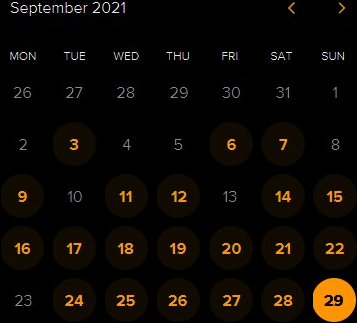 September 2021
MON TUE WED THU FRI SAT SUN
26 27 28 29 30 31 1
2 3 4 5 6 7 8
9 10 11 12 13 14 15
16 17 18 19 20 21 22
23 24 25 26 27 28 29